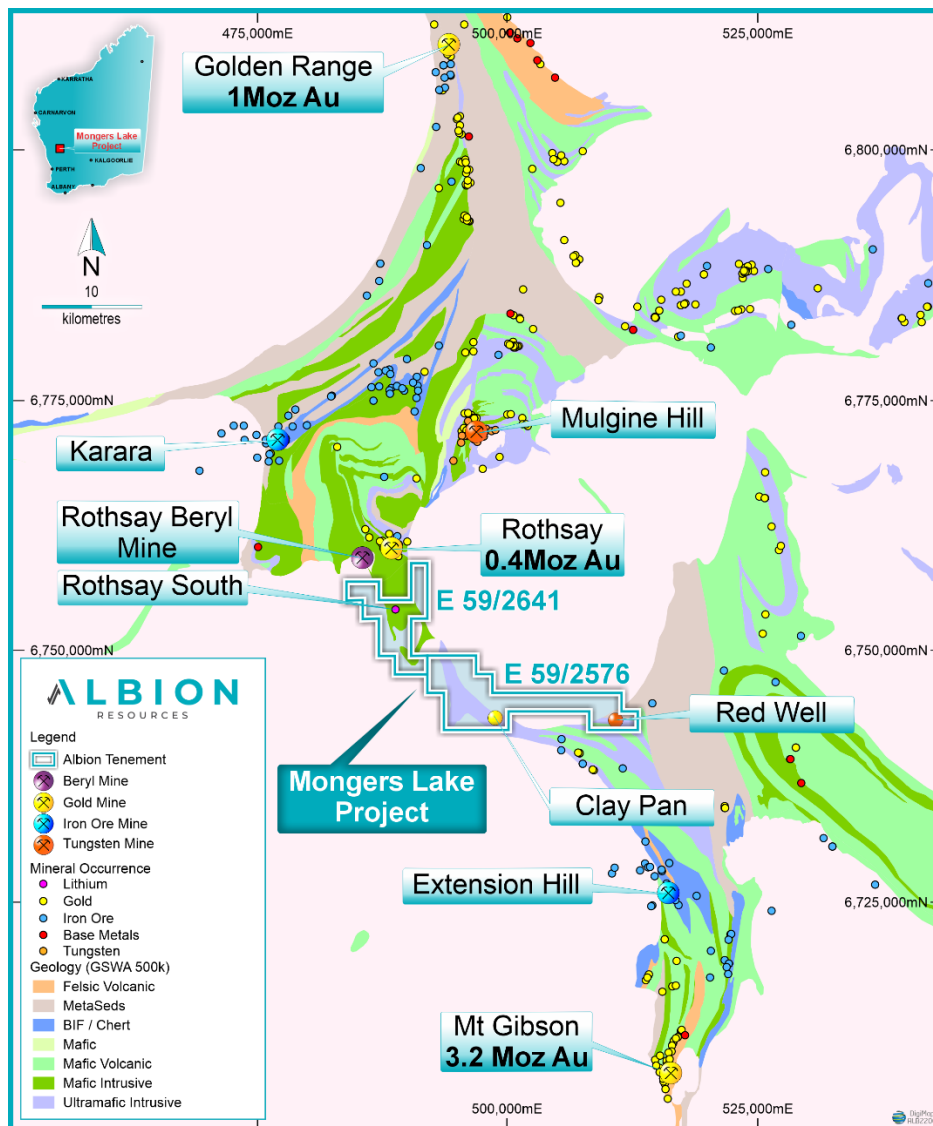 475,000mE
500,000mE
525,000mE
Golden Range
1Moz Au
KARRATHA
CARNARVON
Mongers Lake
Project
KALGOORLIE
PERTH
ALBANY
6,800,000mN
6,800,000mN
N
10
kilometres
6,775,000mN
6,775,000mN
Karara
Mulgine Hill
Rothsay Beryl
Mine
Rothsay
0.4Moz Au
Rothsay South
E 59/2641
6,750,000mN
6,750,000mN
E 59/2576
Red Well
Mongers Lake
Project
Clay Pan
Extension Hill
6,725,000mN
Mt Gibson
3.2 Moz Au
ALBION
RESOURCES
Legend
Albion Tenement
Beryl Mine
Gold Mine
Iron Ore Mine
Tungsten Mine
Mineral Occurrence
Lithium
Gold
Iron Ore
Base Metals
Tungsten
Geology (GSWA 500k)
Felsic Volcanic
MetaSeds
BIF / Chert
Mafic
Mafic Volcanic
Mafic Intrusive
Ultramafic Intrusive
500,000mE
525,000mE